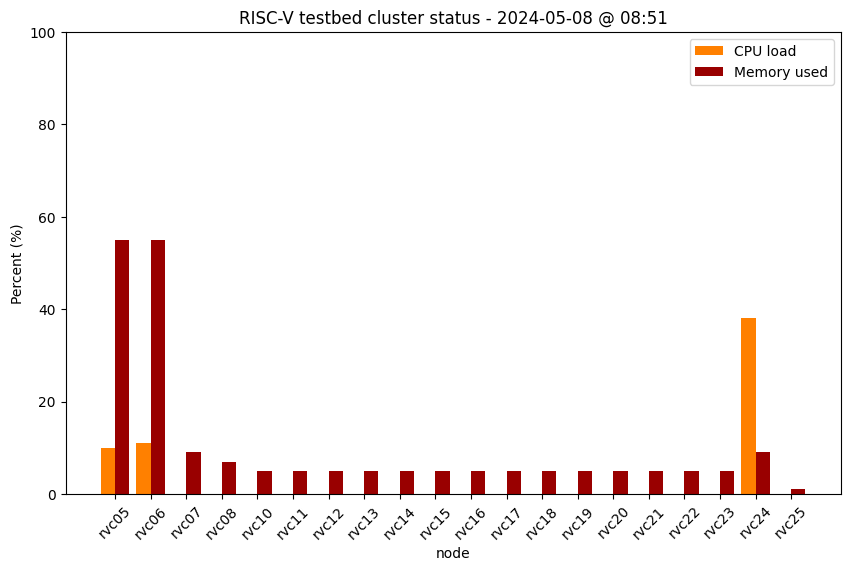 RISC-V testbed cluster status - 2024-05-08 @ 08:51
CPU load
Memory used
Percent (%)
100
80
60
40
20
0
rvc05 rvc06 rvc07 rvc08 rvc10 rvc11 rvc12 rvc13 rvc14 rvc15 rvc16 rvc17 rvc18 rvc19 rvc20 rvc21 rvc22 rvc23 rvc24 rvc25
node